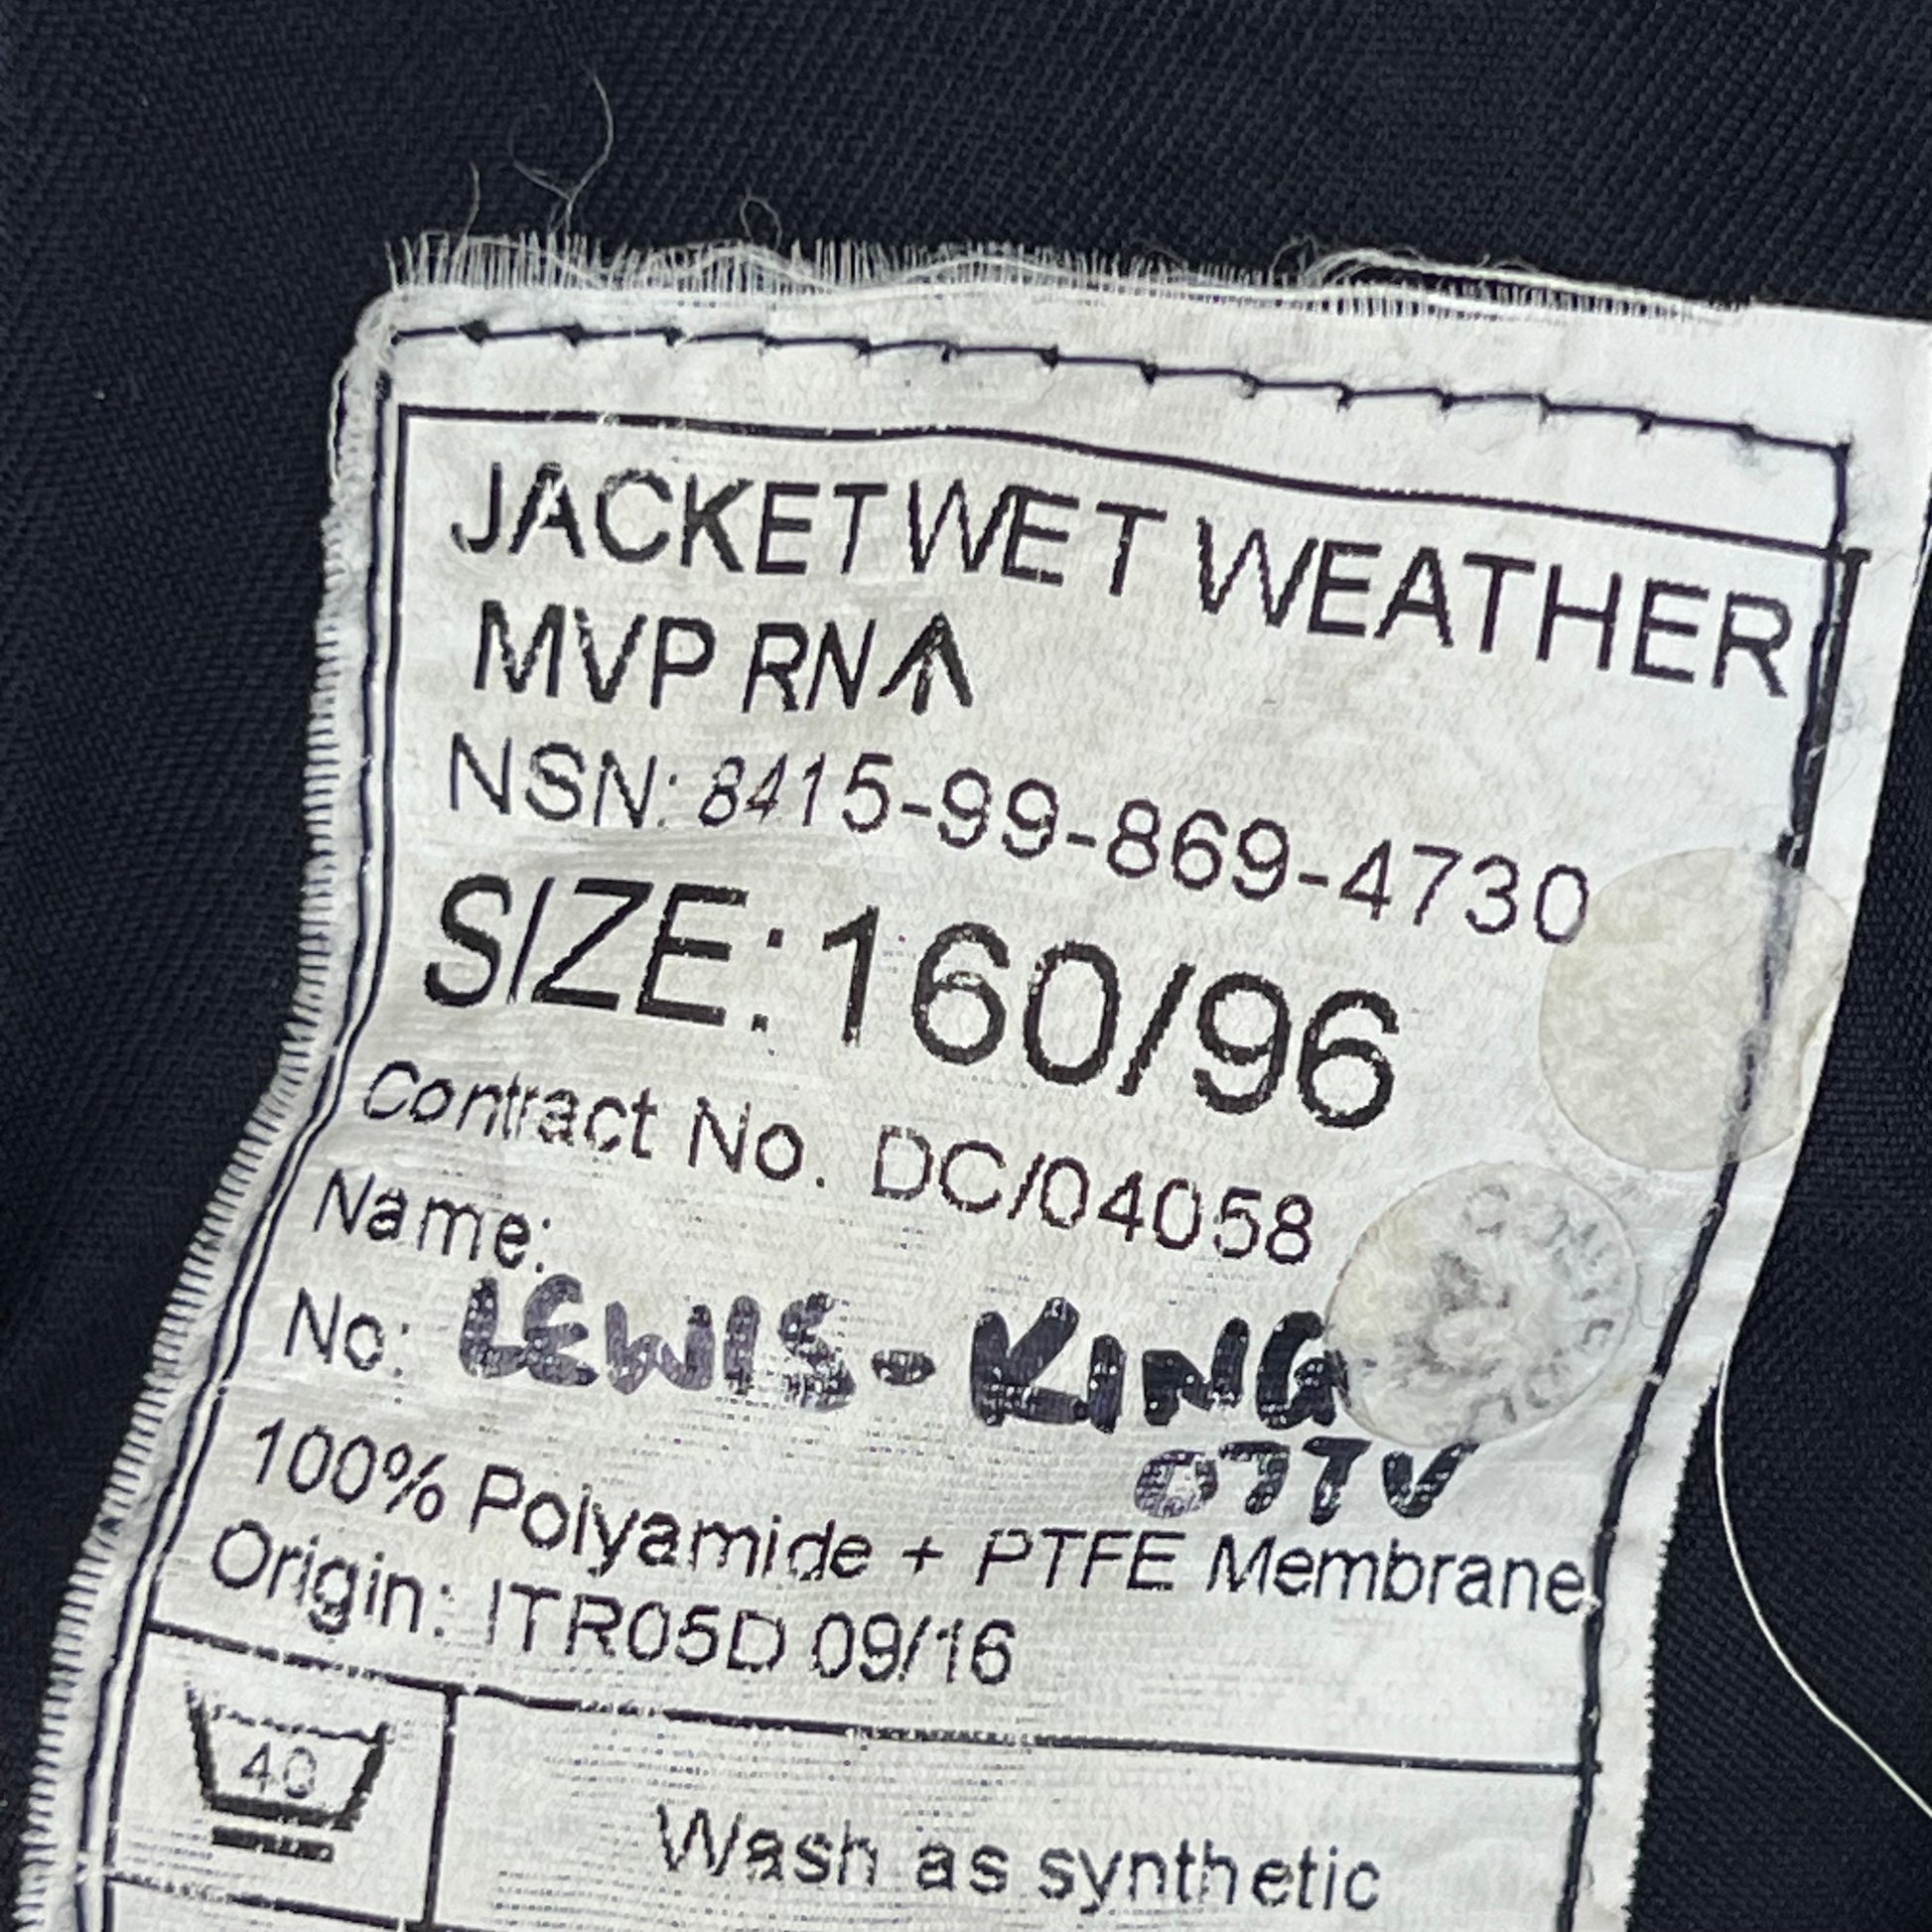 JACKET WET WEATHER
MVP RN
NSN: 8415-99-869-4730
SIZE: 160/96
Contract No. DC/04058
Name:
No: LEWIS-KING
07TV
100% Polyamide + PTFE Membrane
Origin: ITR05D 09/16
40
Wash as synthetic